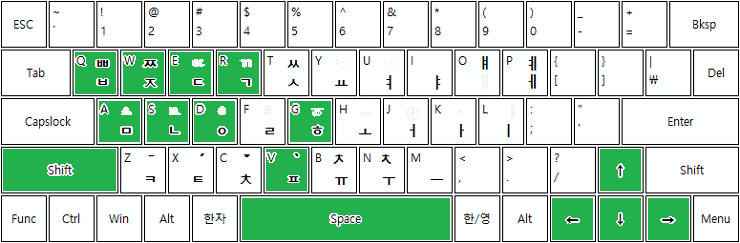 ESC ~ ` ! 1 @ 2 # 3 $ 4 % 5 ^ 6 & 7 * 8 ( 9 ) 0 _ - + = Bksp
Tab Q ㅃ ㅂ W ㅉ ㅈ E ㄸ ㄷ R ㄲ ㄱ T ㅆ ㅅ Y ㅛ U ㅕ I ㅑ O ㅒ ㅐ P ㅖ ㅔ { [ } ] | ₩ Del
Capslock A ㅁ S ㄴ D ㅇ F ㄹ G ㅎ H ㅗ J ㅓ K ㅏ L ㅣ : ; " ' Enter
Shift Z ㅋ X ㅌ C ㅊ V ㅍ B ㅠ N ㅜ M ㅡ < , > . ? / ↑ Shift
Func Ctrl Win Alt 한자 Space 한/영 Alt ← ↓ → Menu